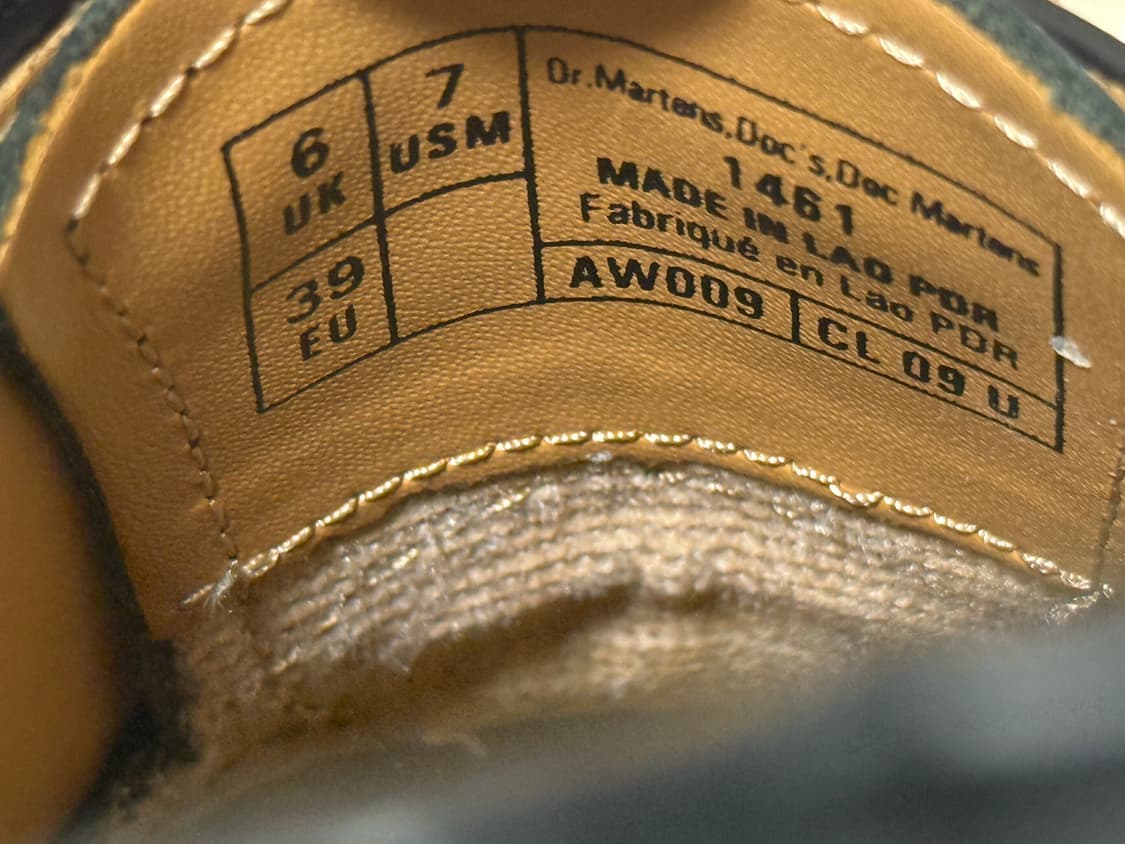 6
UK
7
USM
39
EU
Dr.Martens,Doc's,Doc Martens
1461
MADE IN LAO PDR
Fabriqué en Lao PDR
AW009
CL 09 U